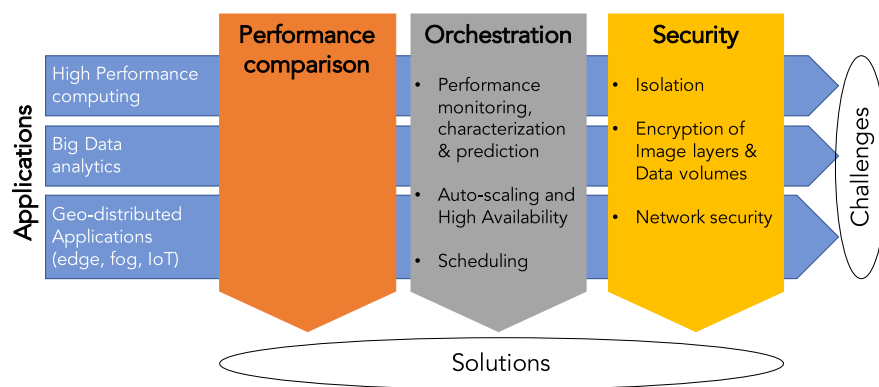 Applications
High Performance
computing
Big Data
analytics
Geo-distributed
Applications
(edge, fog, IoT)
Performance
comparison
Orchestration
• Performance
monitoring,
characterization
& prediction
• Auto-scaling and
High Availability
• Scheduling
Security
• Isolation
• Encryption of
Image layers &
Data volumes
• Network security
Challenges
Solutions